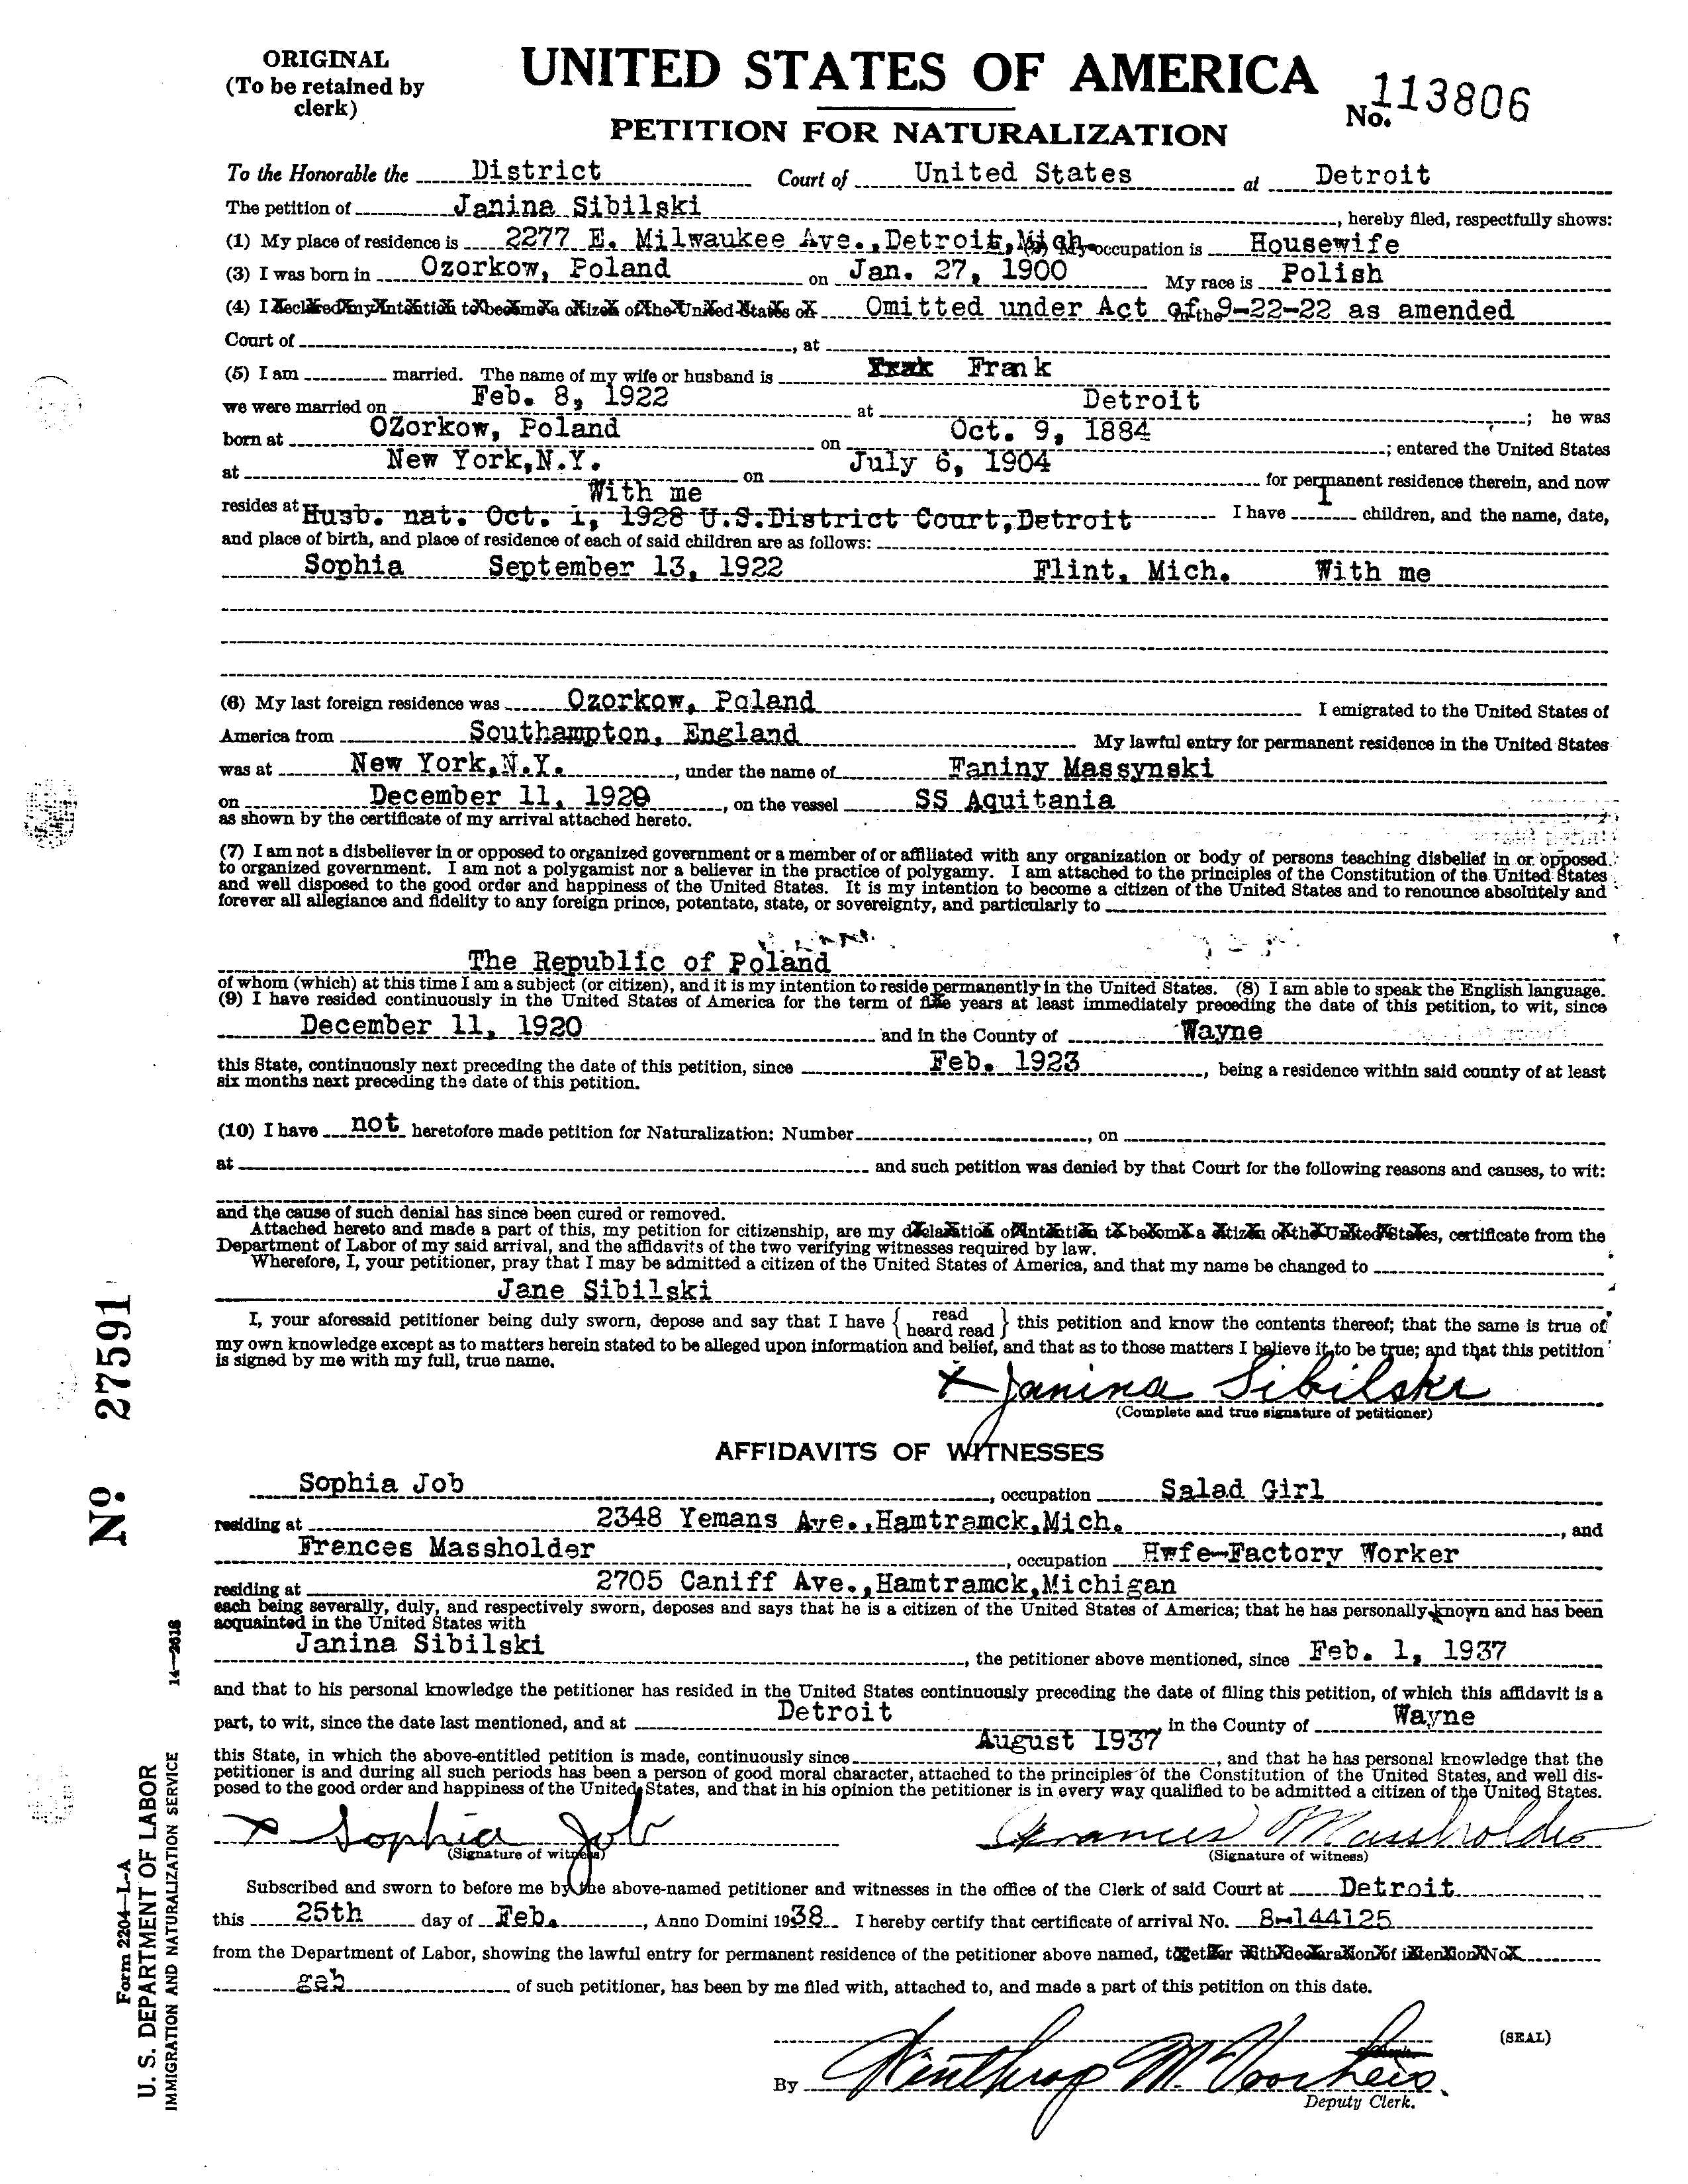 ORIGINAL
(To be retained by
clerk)
UNITED STATES OF AMERICA
No. 113806
PETITION FOR NATURALIZATION
To the Honorable the District Court of United States at Detroit
The petition of Janina Sibilski, hereby filed, respectfully shows:
(1) My place of residence is 2277 E. Milwaukee Ave., Detroit, Mich. (2) My occupation is Housewife
(3) I was born in Ozorkow, Poland on Jan. 27, 1900 My race is Polish
(4) I declared my intention to become a citizen of the United States on Omitted under Act of 9-22-22 as amended in the
Court of , at
(5) I am married. The name of my wife or husband is Frank
we were married on Feb. 8, 1922 at Detroit ; he was
born at OZorkow, Poland on Oct. 9, 1884 ; entered the United States
at New York,N.Y. on July 6, 1904 for permanent residence therein, and now
resides at With me
Husb. nat. Oct. 1, 1928 U.S.District Court,Detroit I have 1 children, and the name, date,
and place of birth, and place of residence of each of said children are as follows:
Sophia September 13, 1922 Flint, Mich. With me
(6) My last foreign residence was Ozorkow, Poland I emigrated to the United States of
America from Southampton, England My lawful entry for permanent residence in the United States
was at New York,N.Y. , under the name of Faniny Massynski
on December 11, 1920 , on the vessel SS Aquitania
as shown by the certificate of my arrival attached hereto.
(7) I am not a disbeliever in or opposed to organized government or a member of or affiliated with any organization or body of persons teaching disbelief in or opposed
to organized government. I am not a polygamist nor a believer in the practice of polygamy. I am attached to the principles of the Constitution of the United States
and well disposed to the good order and happiness of the United States. It is my intention to become a citizen of the United States and to renounce absolutely and
forever all allegiance and fidelity to any foreign prince, potentate, state, or sovereignty, and particularly to
The Republic of Poland
of whom (which) at this time I am a subject (or citizen), and it is my intention to reside permanently in the United States. (8) I am able to speak the English language.
(9) I have resided continuously in the United States of America for the term of years at least immediately preceding the date of this petition, to wit, since
December 11, 1920 and in the County of Wayne
this State, continuously next preceding the date of this petition, since Feb. 1923 , being a residence within said county of at least
six months next preceding the date of this petition.
(10) I have not heretofore made petition for Naturalization: Number , on
at and such petition was denied by that Court for the following reasons and causes, to wit:
and the cause of such denial has since been cured or removed.
Attached hereto and made a part of this, my petition for citizenship, are my declaration of intention to become a citizen of the United States, certificate from the
Department of Labor of my said arrival, and the affidavits of the two verifying witnesses required by law.
Wherefore, I, your petitioner, pray that I may be admitted a citizen of the United States of America, and that my name be changed to
Jane Sibilski
I, your aforesaid petitioner being duly sworn, depose and say that I have { read heard read } this petition and know the contents thereof; that the same is true of
my own knowledge except as to matters herein stated to be alleged upon information and belief, and that as to those matters I believe it to be true; and that this petition
is signed by me with my full, true name.
X Janina Sibilski
(Complete and true signature of petitioner)
AFFIDAVITS OF WITNESSES
Sophia Job , occupation Salad Girl
residing at 2348 Yemans Ave.,Hamtramck,Mich. , and
Frances Massholder , occupation Hwfe-Factory Worker
residing at 2705 Caniff Ave.,Hamtramck,Michigan
each being severally, duly, and respectively sworn, deposes and says that he is a citizen of the United States of America; that he has personally known and has been
acquainted in the United States with
Janina Sibilski , the petitioner above mentioned, since Feb. 1, 1937
and that to his personal knowledge the petitioner has resided in the United States continuously preceding the date of filing this petition, of which this affidavit is a
part, to wit, since the date last mentioned, and at Detroit , in the County of Wayne
this State, in which the above-entitled petition is made, continuously since August 1937 , and that he has personal knowledge that the
petitioner is and during all such periods has been a person of good moral character, attached to the principles of the Constitution of the United States, and well dis-
posed to the good order and happiness of the United States, and that in his opinion the petitioner is in every way qualified to be admitted a citizen of the United States.
X Sophia Job Frances Massholder
(Signature of witness) (Signature of witness)
Subscribed and sworn to before me by the above-named petitioner and witnesses in the office of the Clerk of said Court at Detroit
this 25th day of Feb. , Anno Domini 1938 I hereby certify that certificate of arrival No. 8-144125
from the Department of Labor, showing the lawful entry for permanent residence of the petitioner above named, together with declaration of intention No.
geb of such petitioner, has been by me filed with, attached to, and made a part of this petition on this date.
(SEAL)
By Winthrop M. Voorheis
Deputy Clerk.
No. 27591
14—2618
Form 2204—L-A
U. S. DEPARTMENT OF LABOR
IMMIGRATION AND NATURALIZATION SERVICE